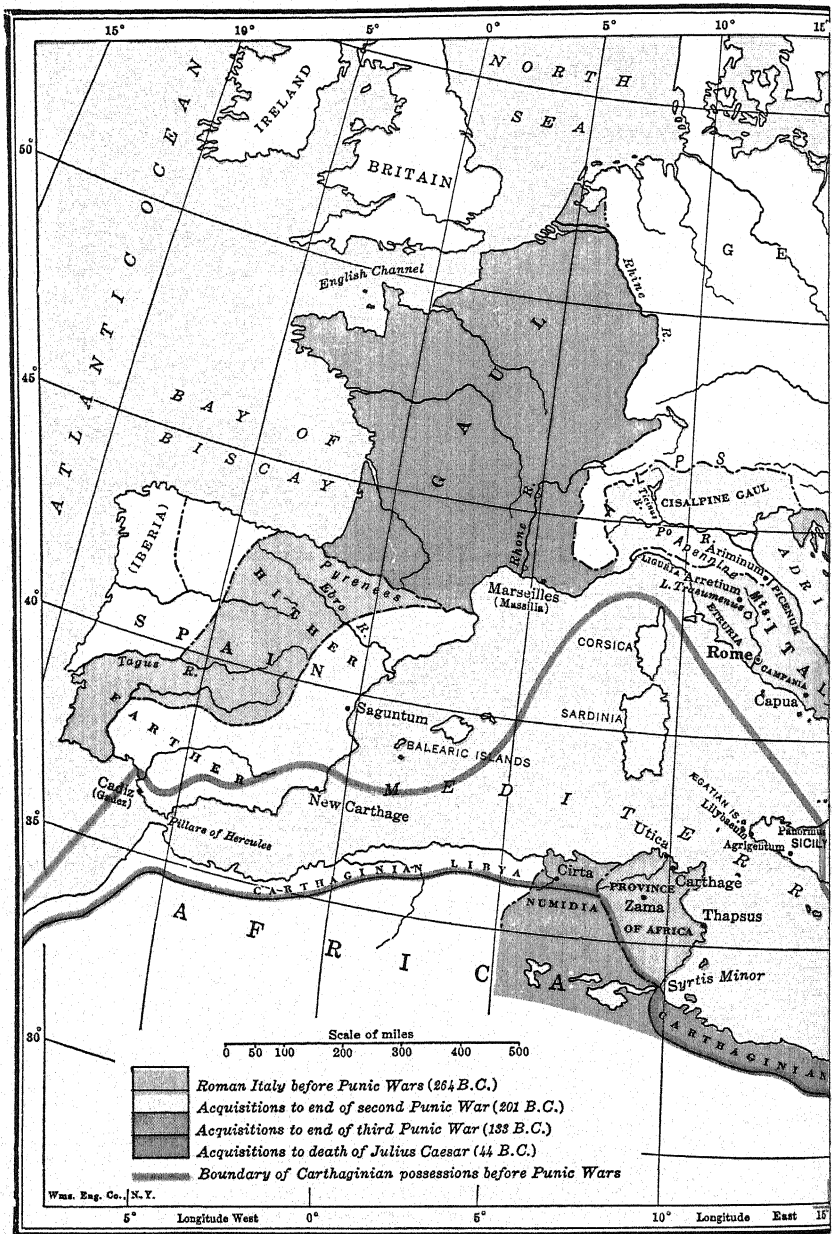 15° 10° 5° 0° 5° 10° 15°
NORTH
SEA
IRELAND
BRITAIN
ATLANTIC OCEAN
50°
English Channel
Rhine R.
GE
GAUL
45°
BAY OF
BISCAY
PS
CISALPINE GAUL
Ticinus R.
Po R.
Rhone R.
Apennine Mts.
Ariminum
ADRI
LIGURIA
Arretium
L. Trasumenus
PICENUM
ETRURIA
ITAL
Marseilles
(Massilia)
(IBERIA)
Pyrenees
Ebro R.
HITHER
40°
SPAIN
Tagus R.
FARTHER
CORSICA
Rome
CAMPANIA
Capua
Saguntum
SARDINIA
BALEARIC ISLANDS
Cadiz
(Gades)
New Carthage
MEDITERR
ÆGATIAN IS.
Lilybaeum
Panormus
SICILY
Agrigentum
35°
Pillars of Hercules
Utica
CARTHAGINIAN LIBYA
Cirta
PROVINCE
OF AFRICA
Carthage
NUMIDIA
Zama
Thapsus
AFRICA
Syrtis Minor
CARTHAGINIAN
30°
Scale of miles
0 50 100 200 300 400 500
Roman Italy before Punic Wars (264 B.C.)
Acquisitions to end of second Punic War (201 B.C.)
Acquisitions to end of third Punic War (133 B.C.)
Acquisitions to death of Julius Caesar (44 B.C.)
Boundary of Carthaginian possessions before Punic Wars
Wms. Eng. Co., N.Y.
5° Longitude West 0° 5° 10° Longitude East 15°